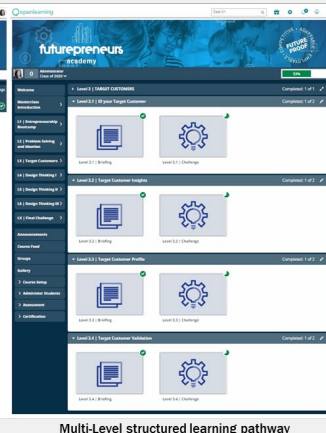 openlearning
Search
futurepreneurs
academy
FUTURE
PROOF
Administrator
Class of 2020
53%
Welcome
Masterclass
Introduction
L1 | Entrepreneurship
Bootcamp
L2 | Problem Solving
and Ideation
L3 | Target Customers
L4 | Design Thinking I
L5 | Design Thinking II
L6 | Design Thinking III
LX | Final Challenge
Announcements
Course Feed
Groups
Gallery
Course Setup
Administer Students
Assessment
Certification
Level 3 | TARGET CUSTOMERS
Completed: 1 of 1
Level 3.1 | ID your Target Customer
Completed: 1 of 2
Level 3.1 | Briefing
Level 3.1 | Challenge
Level 3.2 | Target Customer Insights
Completed: 1 of 2
Level 3.2 | Briefing
Level 3.2 | Challenge
Level 3.3 | Target Customer Profile
Completed: 1 of 2
Level 3.3 | Briefing
Level 3.3 | Challenge
Level 3.4 | Target Customer Validation
Completed: 1 of 2
Level 3.4 | Briefing
Level 3.4 | Challenge
Multi-Level structured learning pathway